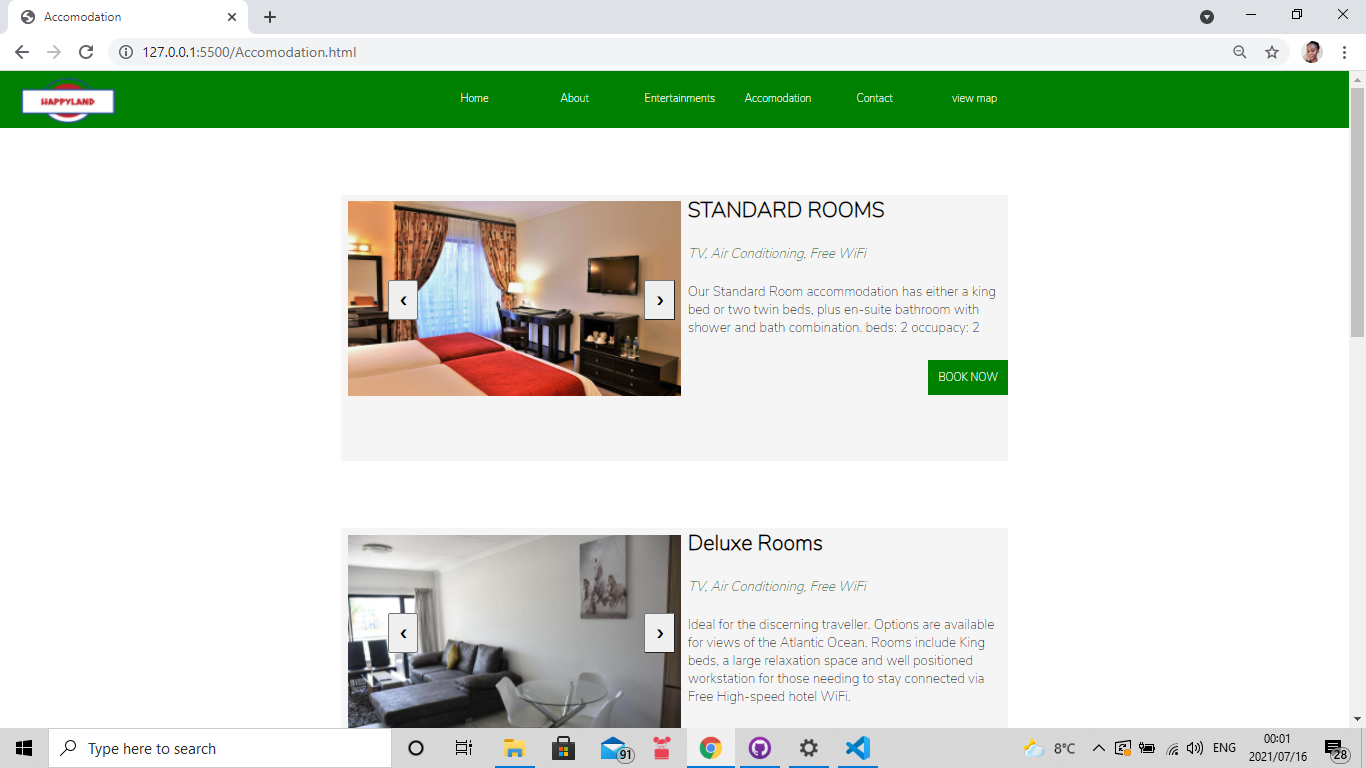 Accomodation
127.0.0.1:5500/Accomodation.html
HAPPYLAND
Home About Entertainments Accomodation Contact view map
STANDARD ROOMS
TV, Air Conditioning, Free WiFi
Our Standard Room accommodation has either a king
bed or two twin beds, plus en-suite bathroom with
shower and bath combination. beds: 2 occupacy: 2
BOOK NOW
Deluxe Rooms
TV, Air Conditioning, Free WiFi
Ideal for the discerning traveller. Options are available
for views of the Atlantic Ocean. Rooms include King
beds, a large relaxation space and well positioned
workstation for those needing to stay connected via
Free High-speed hotel WiFi.
Type here to search
91
8°C
ENG
00:01
2021/07/16
28